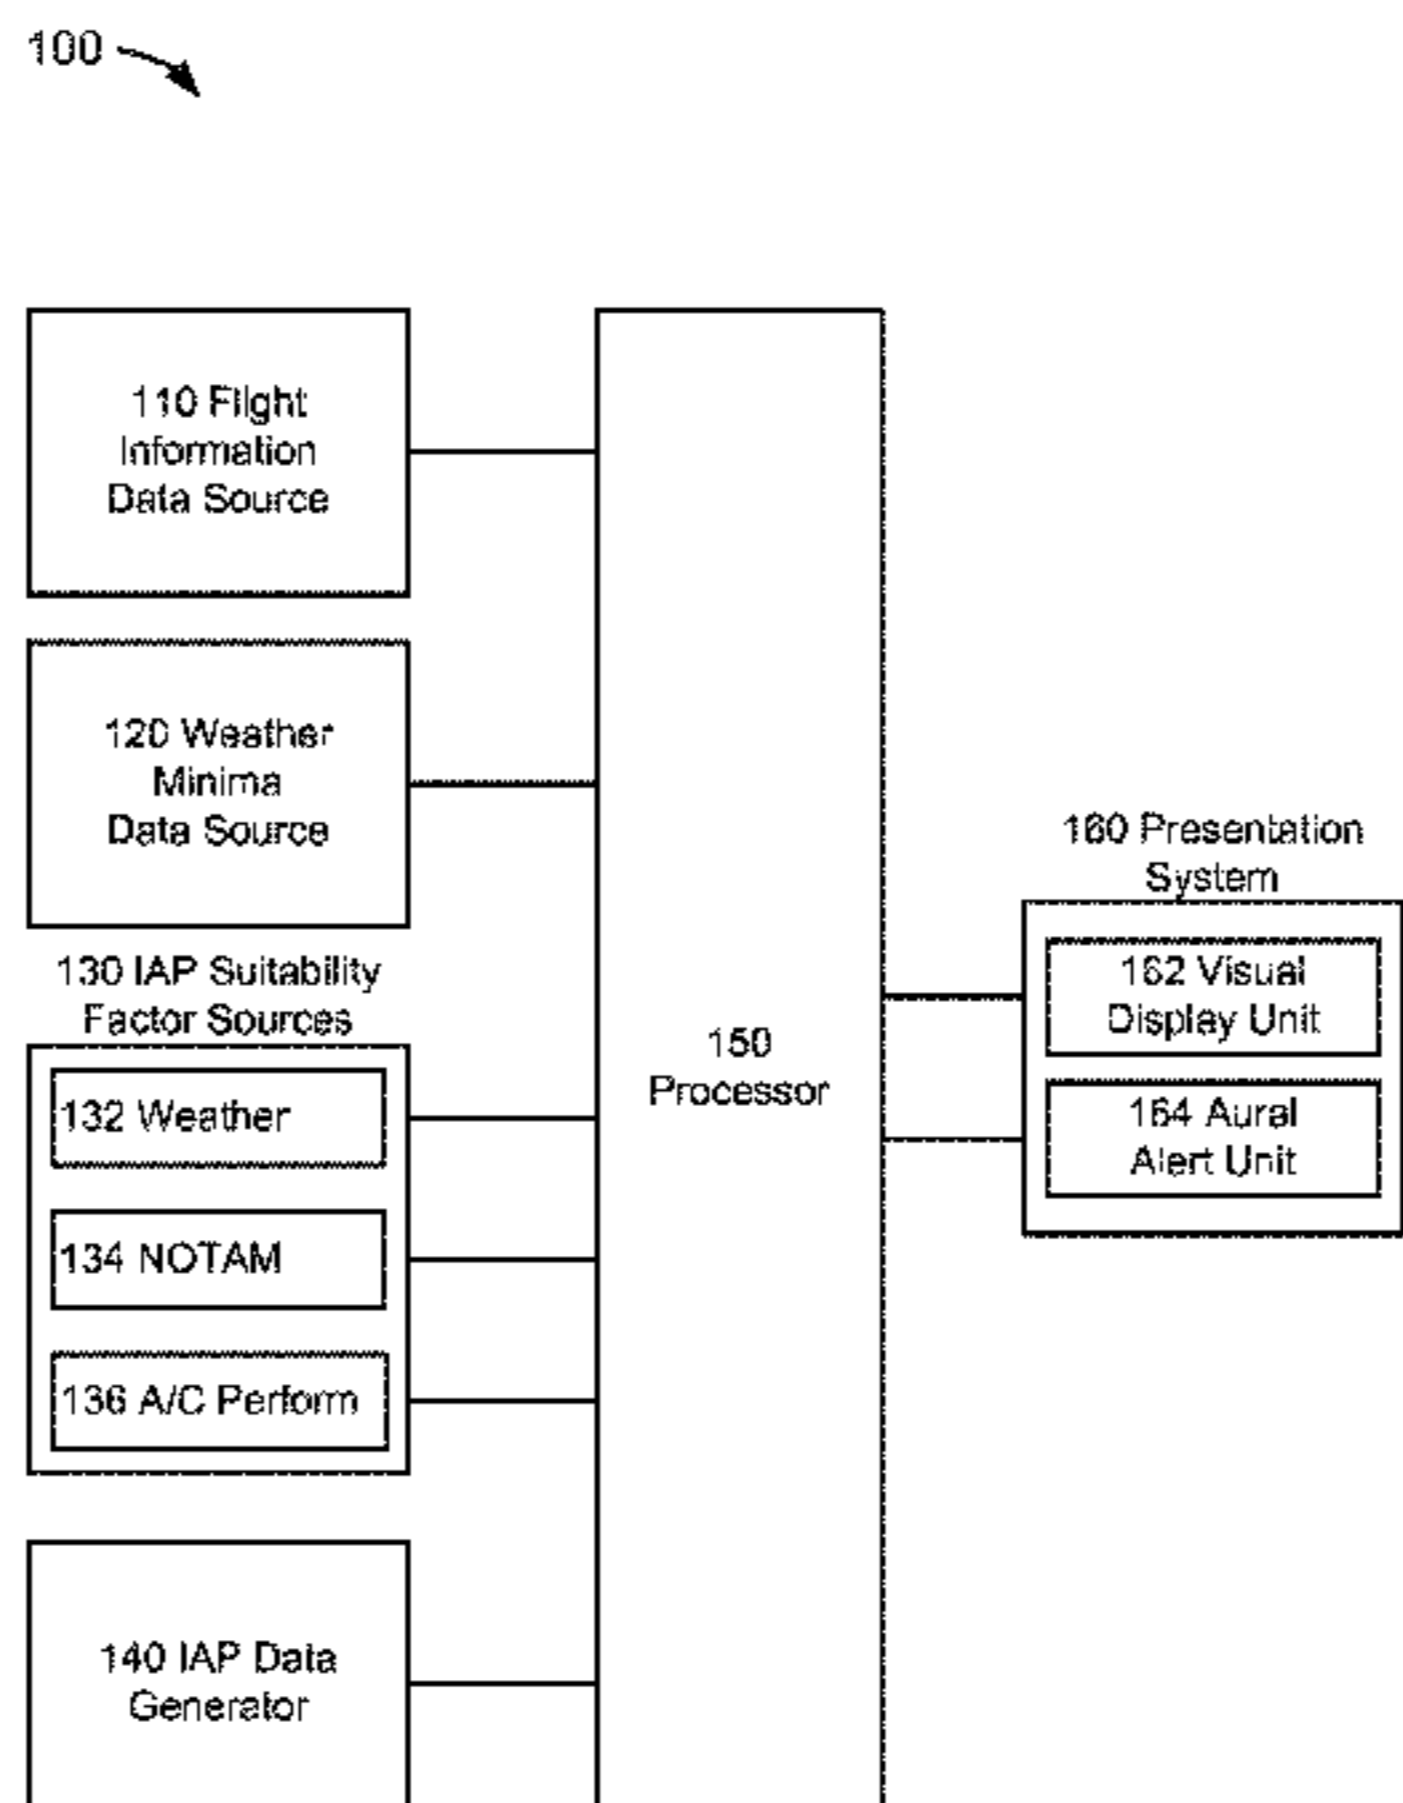 100
110 Flight
Information
Data Source
120 Weather
Minima
Data Source
130 IAP Suitability
Factor Sources
132 Weather
134 NOTAM
136 A/C Perform
140 IAP Data
Generator
150
Processor
160 Presentation
System
162 Visual
Display Unit
164 Aural
Alert Unit